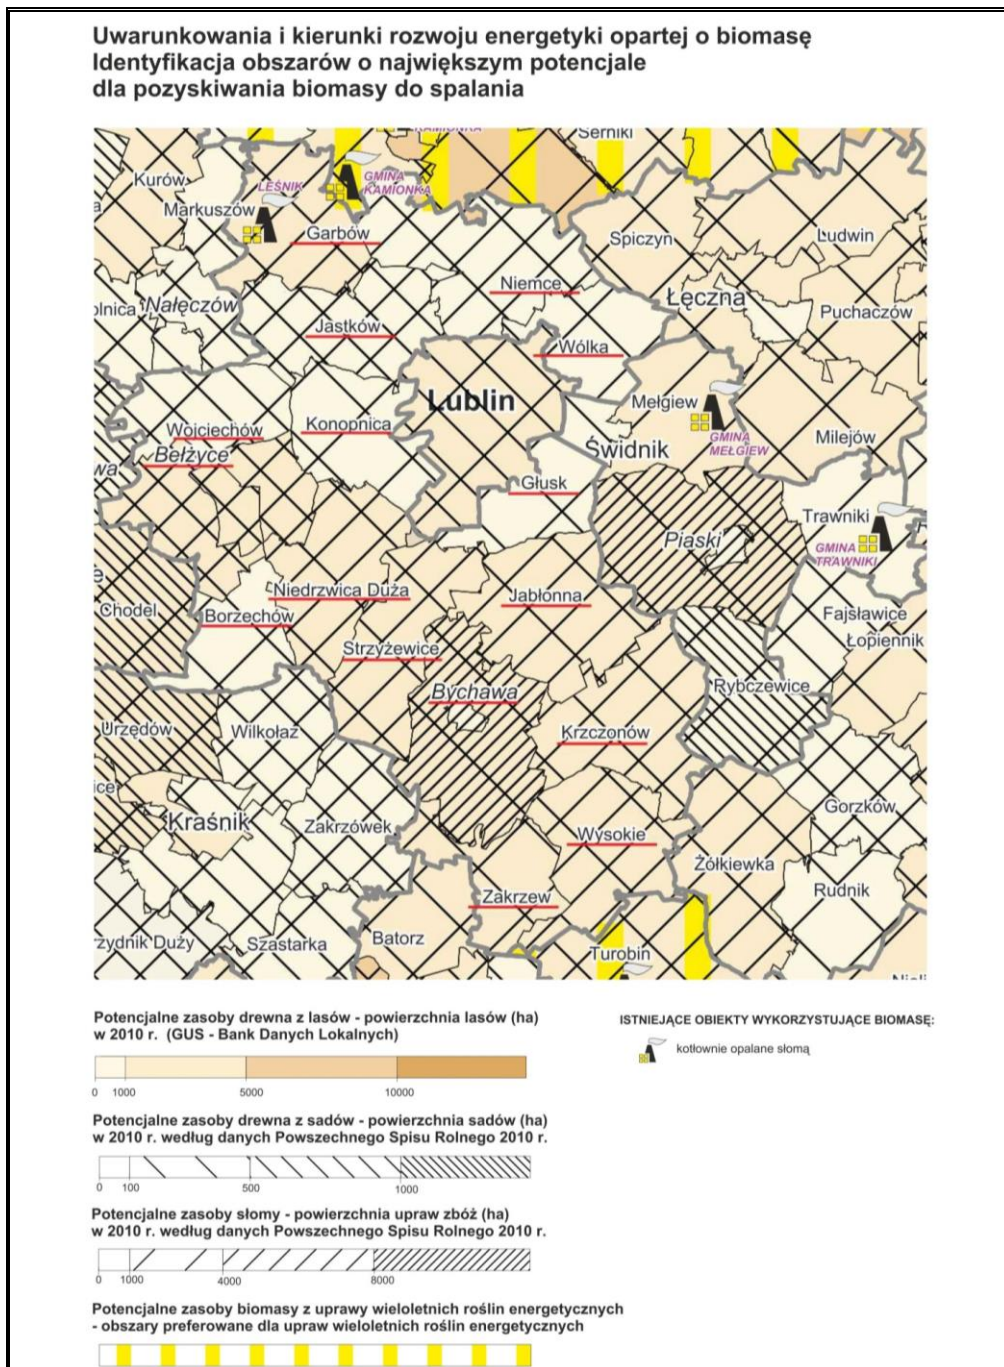 Uwarunkowania i kierunki rozwoju energetyki opartej o biomasę
Identyfikacja obszarów o największym potencjale
dla pozyskiwania biomasy do spalania
KAMIONKA
Serniki
Kurów
LEŚNIK
GMINA
KAMIONKA
Markuszów
Garbów
Spiczyn
Ludwin
Niemce
Łęczna
Nałęczów
Puchaczów
Jastków
Wólka
Lublin
Mełgiew
Wojciechów
Konopnica
GMINA
MEŁGIEW
Milejów
Bełżyce
Świdnik
Głusk
Trawniki
Piaski
GMINA
TRAWNIKI
Chodel
Niedrzwica Duża
Jabłonna
Borzechów
Fajsławice
Łopiennik
Strzyżewice
Bychawa
Rybczewice
Urzędów
Wilkołaz
Krzczonów
Kraśnik
Zakrzówek
Gorzków
Wysokie
Żółkiewka
Rudnik
Zakrzew
rzydnik Duży
Szastarka
Batorz
Turobin
Potencjalne zasoby drewna z lasów - powierzchnia lasów (ha)
w 2010 r. (GUS - Bank Danych Lokalnych)
0 1000 5000 10000
ISTNIEJĄCE OBIEKTY WYKORZYSTUJĄCE BIOMASĘ:
kotłownie opalane słomą
Potencjalne zasoby drewna z sadów - powierzchnia sadów (ha)
w 2010 r. według danych Powszechnego Spisu Rolnego 2010 r.
0 100 500 1000
Potencjalne zasoby słomy - powierzchnia upraw zbóż (ha)
w 2010 r. według danych Powszechnego Spisu Rolnego 2010 r.
0 1000 4000 8000
Potencjalne zasoby biomasy z uprawy wieloletnich roślin energetycznych
- obszary preferowane dla upraw wieloletnich roślin energetycznych